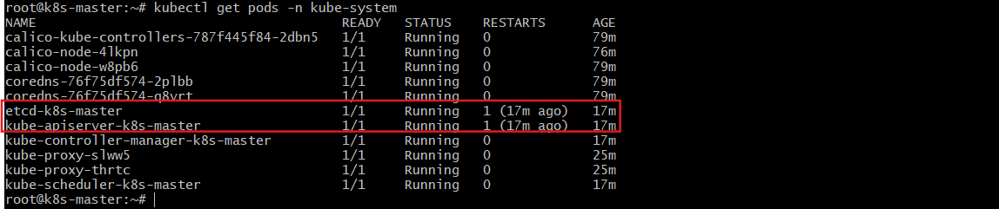 root@k8s-master:~# kubectl get pods -n kube-system
NAME                                       READY   STATUS    RESTARTS      AGE
calico-kube-controllers-787f445f84-2dbn5   1/1     Running   0             79m
calico-node-4lkpn                          1/1     Running   0             76m
calico-node-w8pb6                          1/1     Running   0             79m
coredns-76f75df574-2plbb                   1/1     Running   0             79m
coredns-76f75df574-q8vrt                   1/1     Running   0             79m
etcd-k8s-master                            1/1     Running   1 (17m ago)   17m
kube-apiserver-k8s-master                  1/1     Running   1 (17m ago)   17m
kube-controller-manager-k8s-master         1/1     Running   0             17m
kube-proxy-slww5                           1/1     Running   0             25m
kube-proxy-thrtc                           1/1     Running   0             25m
kube-scheduler-k8s-master                  1/1     Running   0             17m
root@k8s-master:~#